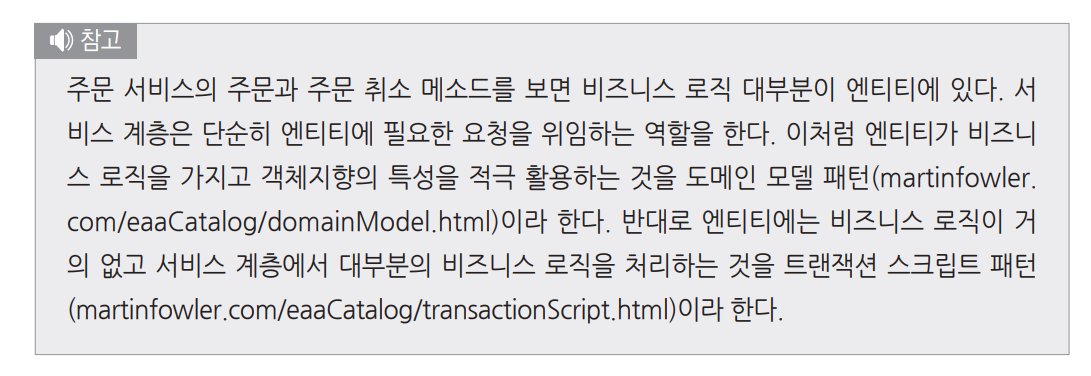 참고
주문 서비스의 주문과 주문 취소 메소드를 보면 비즈니스 로직 대부분이 엔티티에 있다. 서
비스 계층은 단순히 엔티티에 필요한 요청을 위임하는 역할을 한다. 이처럼 엔티티가 비즈니
스 로직을 가지고 객체지향의 특성을 적극 활용하는 것을 도메인 모델 패턴(martinfowler.
com/eaaCatalog/domainModel.html)이라 한다. 반대로 엔티티에는 비즈니스 로직이 거
의 없고 서비스 계층에서 대부분의 비즈니스 로직을 처리하는 것을 트랜잭션 스크립트 패턴
(martinfowler.com/eaaCatalog/transactionScript.html)이라 한다.